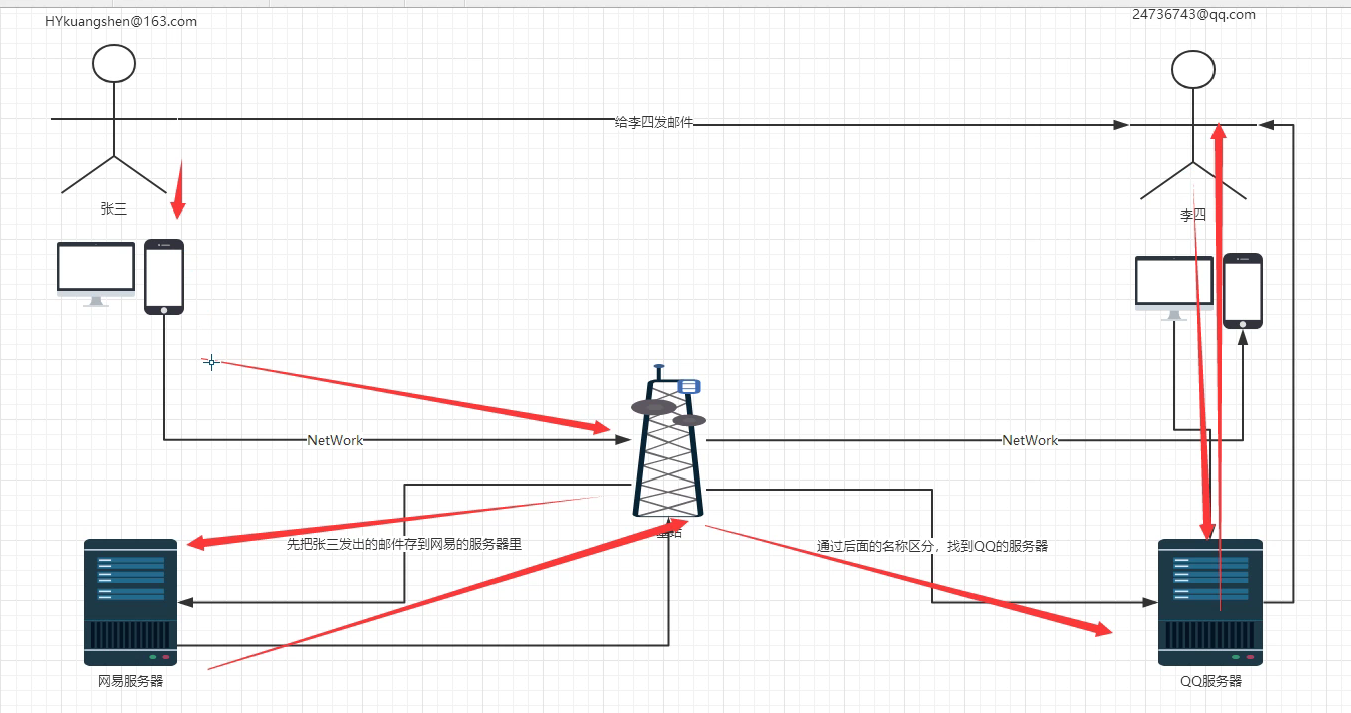 HYkuangshen@163.com
24736743@qq.com
给李四发邮件
张三
李四
NetWork
NetWork
先把张三发出的邮件存到网易的服务器里
基站
通过后面的名称区分，找到QQ的服务器
网易服务器
QQ服务器